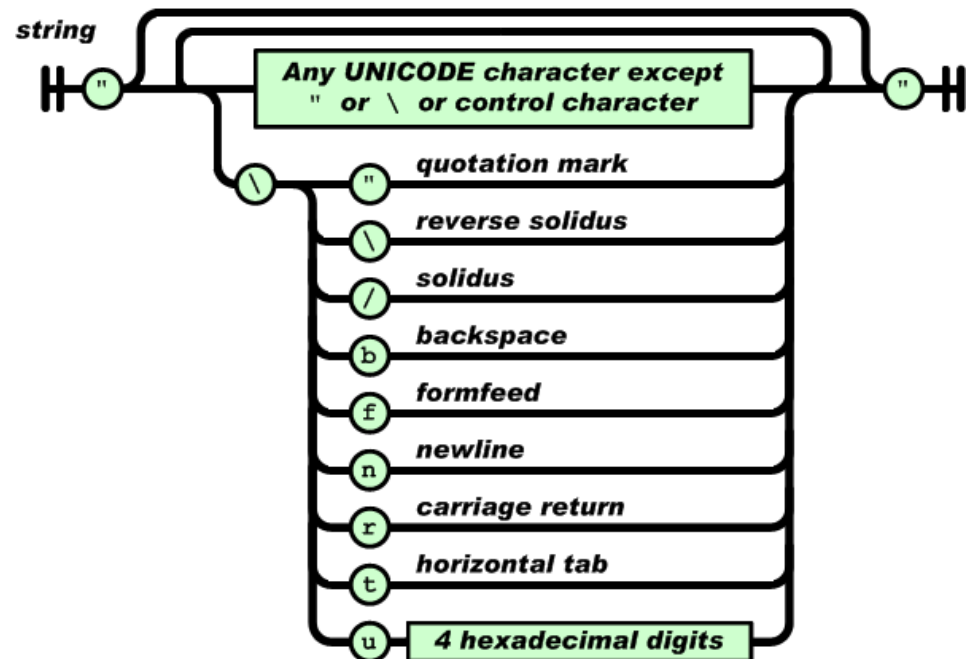 string
" Any UNICODE character except "
" or \ or control character
\ " quotation mark
\ reverse solidus
/ solidus
b backspace
f formfeed
n newline
r carriage return
t horizontal tab
u 4 hexadecimal digits